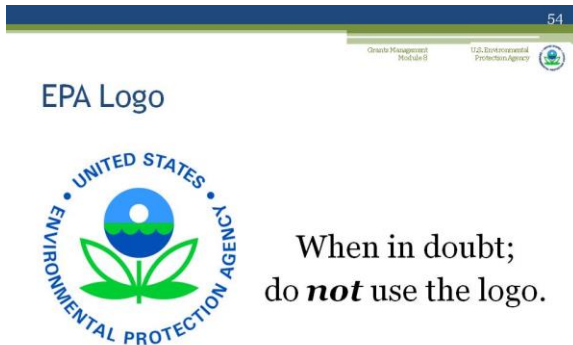 54
Grants Management
Module 8
U.S. Environmental
Protection Agency
EPA Logo
UNITED STATES
ENVIRONMENTAL PROTECTION AGENCY
When in doubt;
do not use the logo.